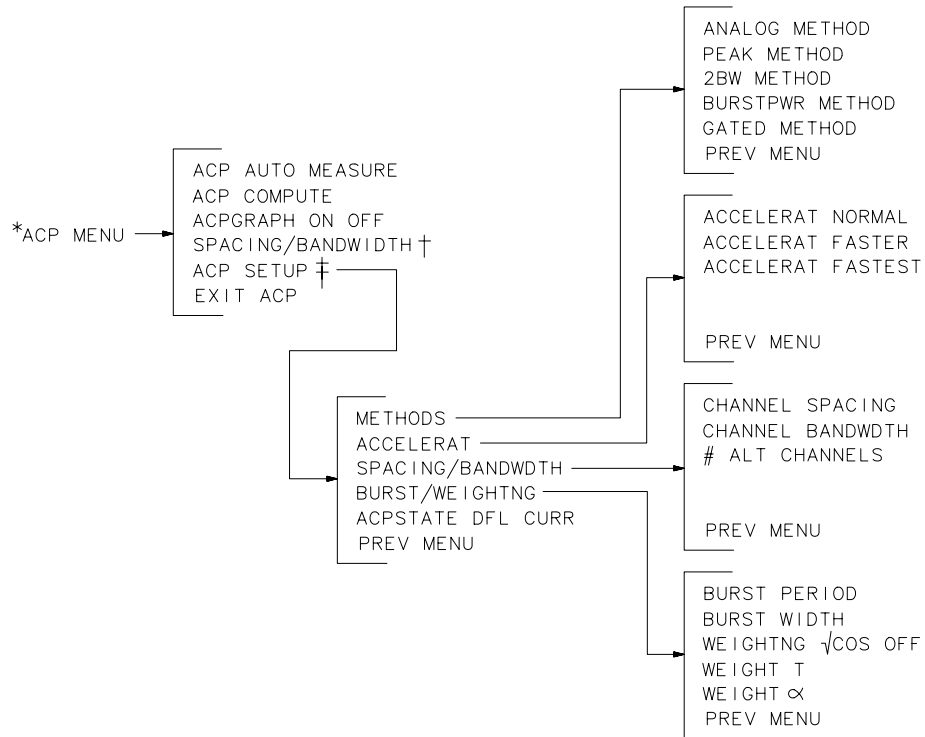 *ACP MENU
ACP AUTO MEASURE
ACP COMPUTE
ACPGRAPH ON OFF
SPACING/BANDWIDTH †
ACP SETUP ‡
EXIT ACP
METHODS
ACCELERAT
SPACING/BANDWDTH
BURST/WEIGHTNG
ACPSTATE DFL CURR
PREV MENU
ANALOG METHOD
PEAK METHOD
2BW METHOD
BURSTPWR METHOD
GATED METHOD
PREV MENU
ACCELERAT NORMAL
ACCELERAT FASTER
ACCELERAT FASTEST
PREV MENU
CHANNEL SPACING
CHANNEL BANDWDTH
# ALT CHANNELS
PREV MENU
BURST PERIOD
BURST WIDTH
WEIGHTNG √COS OFF
WEIGHT T
WEIGHT ∝
PREV MENU